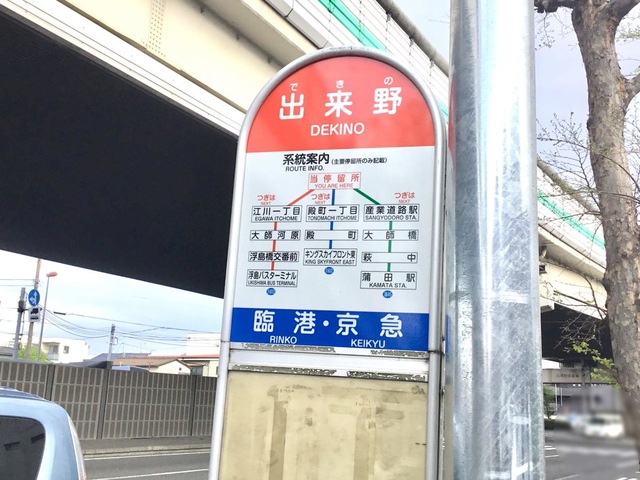 できの
出来野
DEKINO
系統案内(主要停留所のみ記載)
ROUTE INFO.
当停留所
YOU ARE HERE
つぎは つぎは つぎは
NEXT NEXT NEXT
江川一丁目 殿町一丁目 産業道路駅
EGAWA ITCHOME TONOMACHI ITCHOME SANGYODORO STA.
大師河原 殿町 大師橋
浮島橋交番前 キングスカイフロント東 萩中
KING SKYFRONT EAST
浮島バスターミナル 蒲田駅
UKISHIMA BUS TERMINAL KAMATA STA.
臨港・京急
RINKO KEIKYU